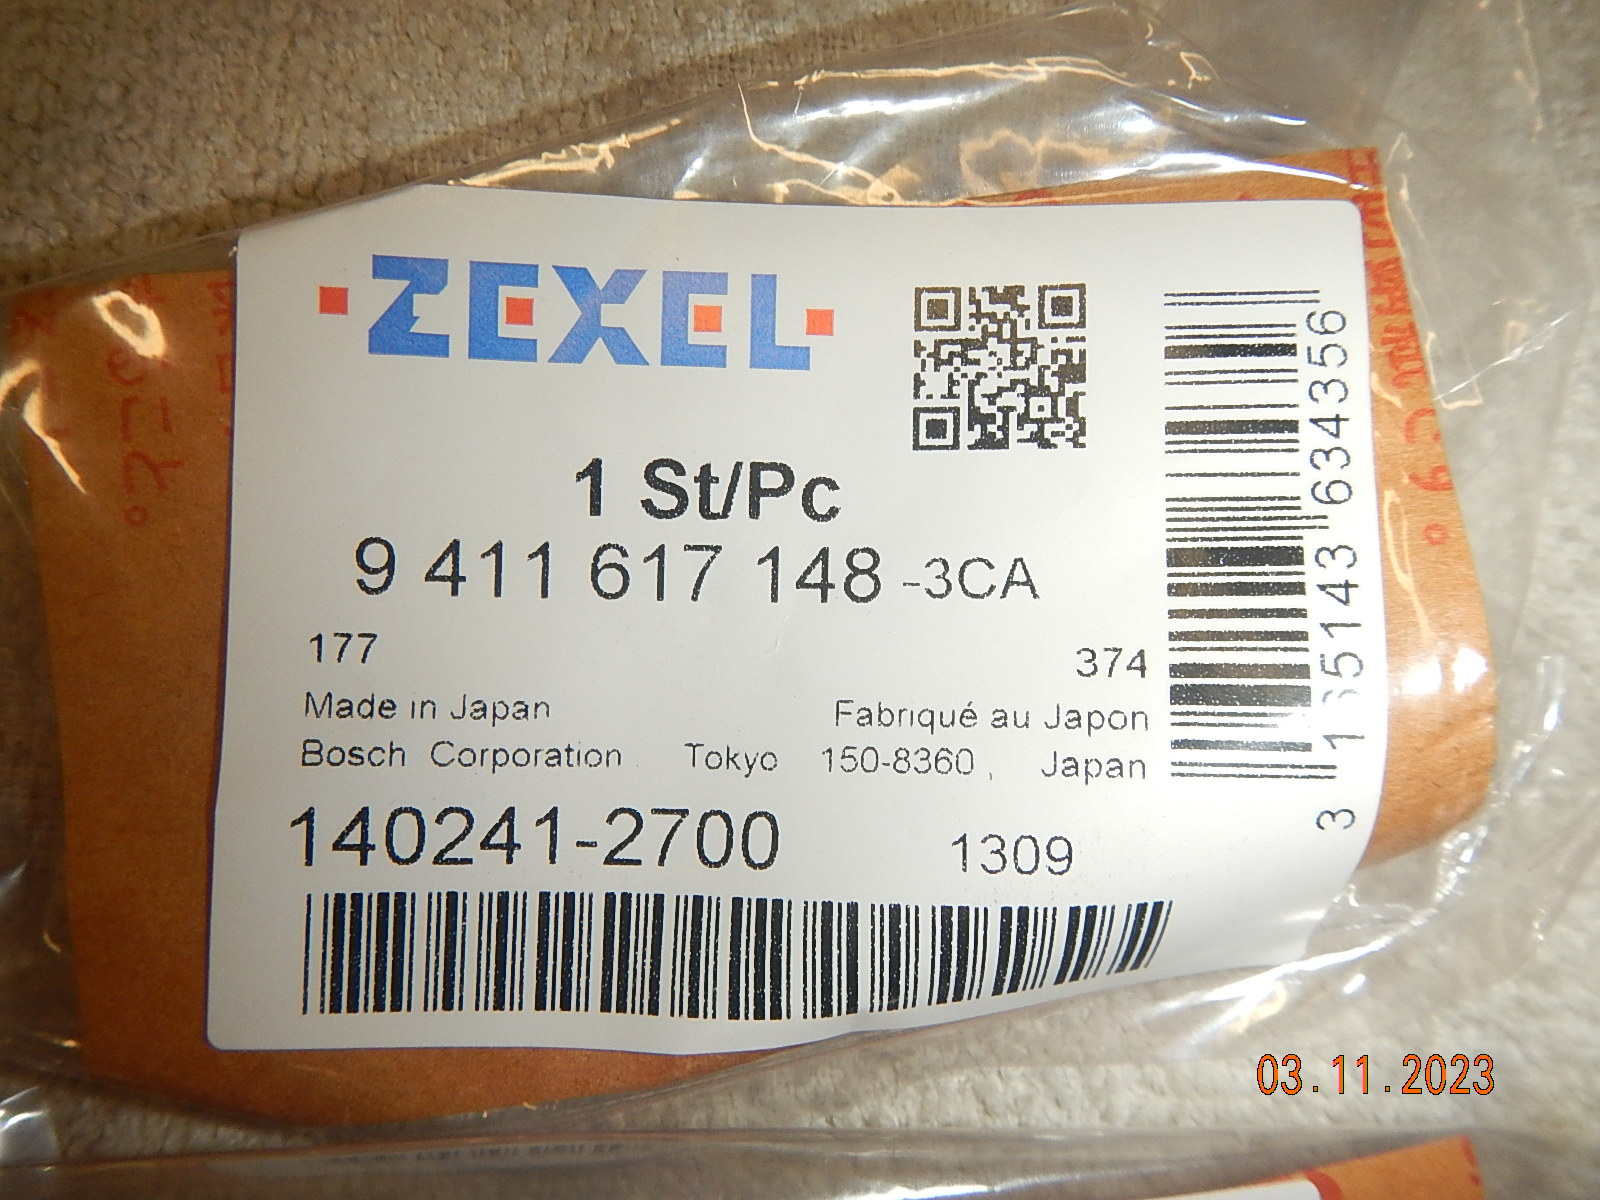 ZEXEL
1 St/Pc
9 411 617 148 -3CA
177 374
Made in Japan Fabriqué au Japon
Bosch Corporation Tokyo 150-8360, Japan
140241-2700 1309
3 165143 634356
03.11.2023